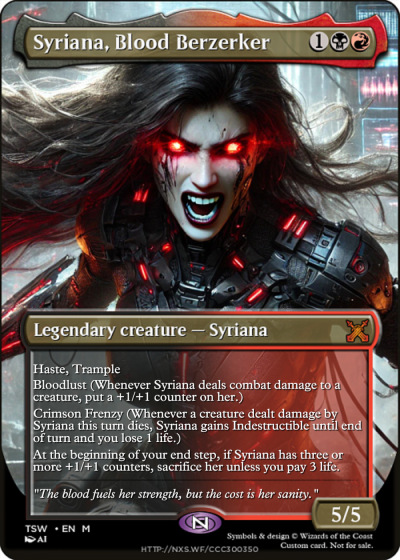 Syriana, Blood Berzerker 1
Legendary creature — Syriana
Haste, Trample
Bloodlust (Whenever Syriana deals combat damage to a
creature, put a +1/+1 counter on her.)
Crimson Frenzy (Whenever a creature dealt damage by
Syriana this turn dies, Syriana gains Indestructible until end
of turn and you lose 1 life.)
At the beginning of your end step, if Syriana has three or
more +1/+1 counters, sacrifice her unless you pay 3 life.
"The blood fuels her strength, but the cost is her sanity."
5/5
TSW • EN M
AI
Symbols & design © Wizards of the Coast
Custom card. Not for sale.
HTTP://NXS.WF/CCC300350